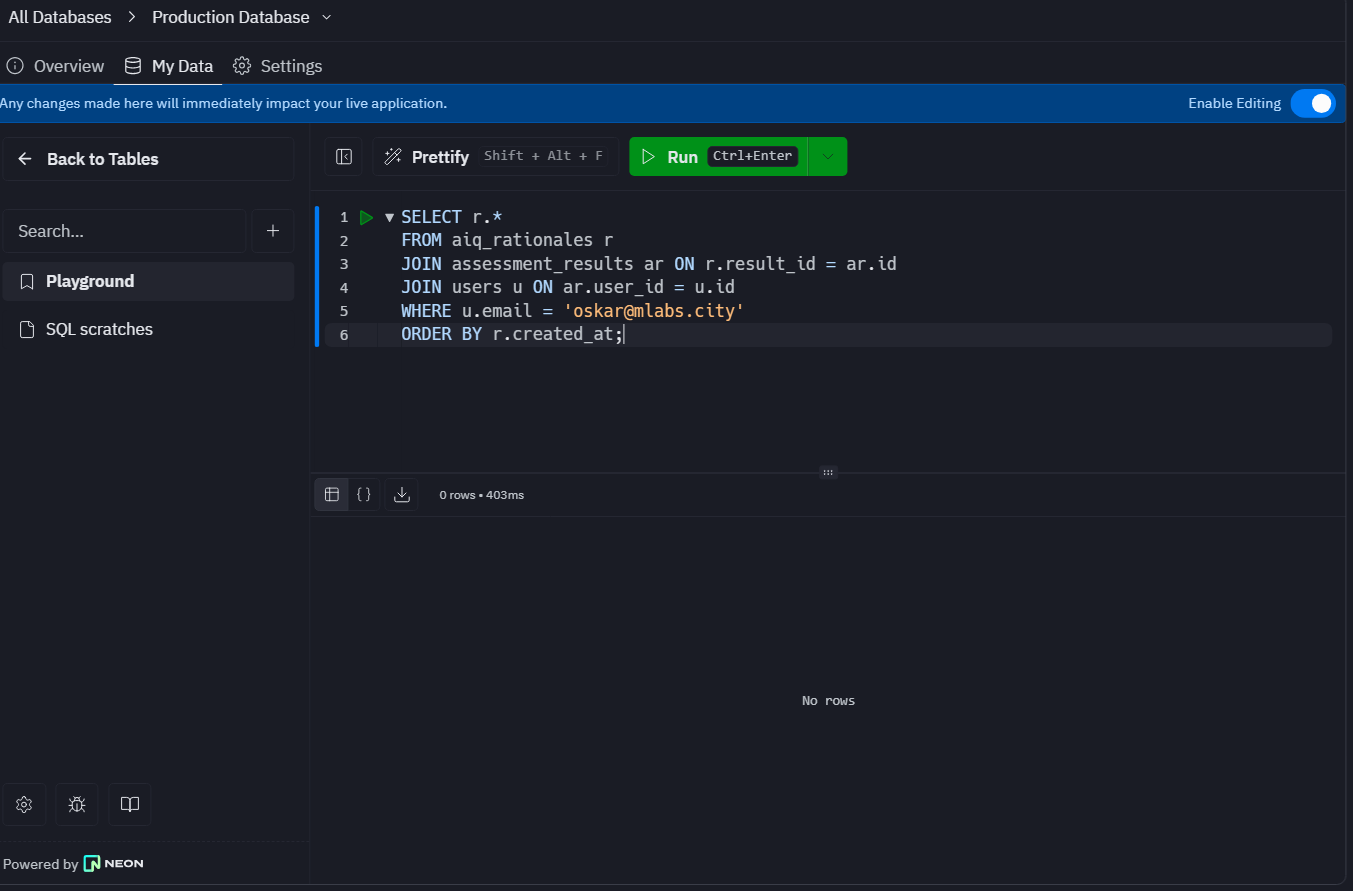 All Databases > Production Database
Overview My Data Settings
Any changes made here will immediately impact your live application. Enable Editing
Back to Tables
Prettify Shift + Alt + F Run Ctrl+Enter
Search...
Playground
SQL scratches
1 SELECT r.*
2 FROM aiq_rationales r
3 JOIN assessment_results ar ON r.result_id = ar.id
4 JOIN users u ON ar.user_id = u.id
5 WHERE u.email = 'oskar@mlabs.city'
6 ORDER BY r.created_at;
{ } 0 rows • 403ms
No rows
Powered by NEON